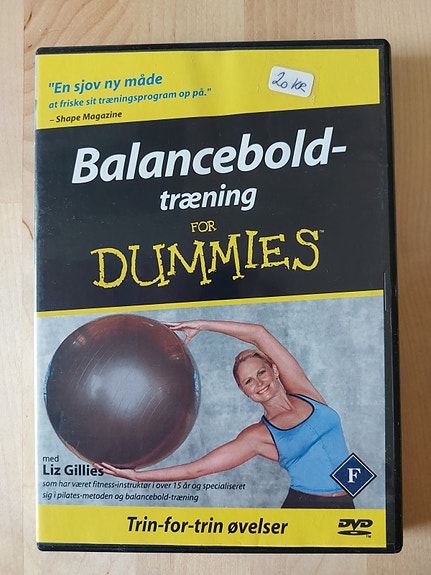 "En sjov ny måde
at friske sit træningsprogram op på."
– Shape Magazine
20 kr.
Balancebold-
træning
FOR
DUMMIES™
med
Liz Gillies
som har været fitness-instruktør i over 15 år og specialiseret
sig i pilates-metoden og balancebold-træning
F
Trin-for-trin øvelser
DVD